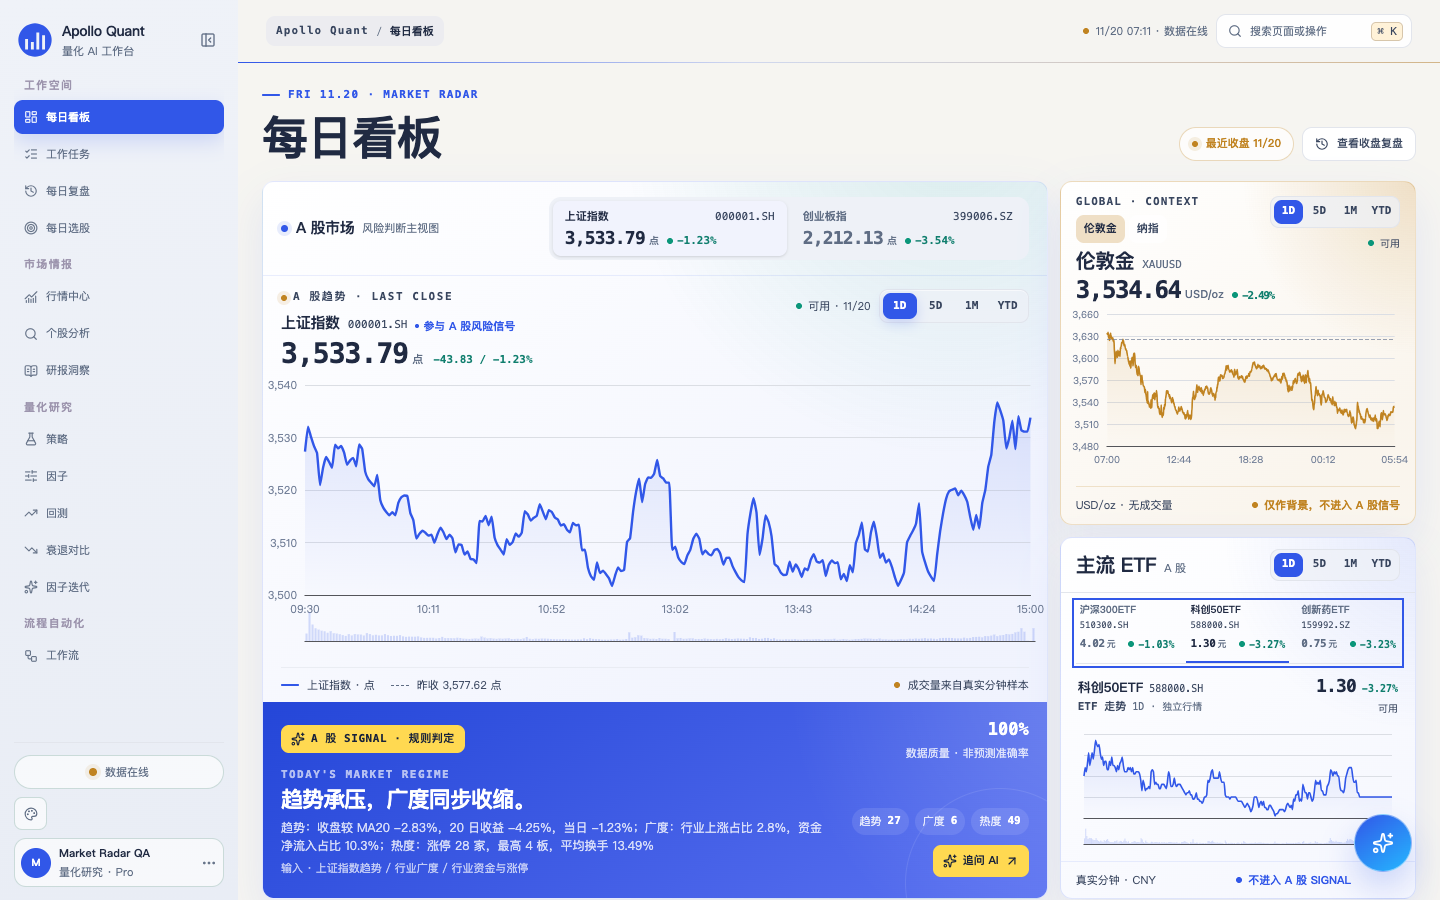 Apollo Quant
量化 AI 工作台
工作空间
每日看板
工作任务
每日复盘
每日选股
市场情报
行情中心
个股分析
研报洞察
量化研究
策略
因子
回测
衰退对比
因子迭代
流程自动化
工作流
数据在线
M
Market Radar QA
量化研究 · Pro
Apollo Quant / 每日看板
11/20 07:11 · 数据在线
搜索页面或操作
⌘ K
FRI 11.20 · MARKET RADAR
每日看板
最近收盘 11/20
查看收盘复盘
A 股市场 风险判断主视图
上证指数 000001.SH
3,533.79 点 −1.23%
创业板指 399006.SZ
2,212.13 点 −3.54%
A 股趋势 · LAST CLOSE
可用 · 11/20
1D 5D 1M YTD
上证指数 000001.SH 参与 A 股风险信号
3,533.79 点 −43.83 / −1.23%
3,540
3,530
3,520
3,510
3,500
09:30 10:11 10:52 13:02 13:43 14:24 15:00
上证指数 · 点 昨收 3,577.62 点
成交量来自真实分钟样本
A 股 SIGNAL · 规则判定
100%
数据质量 · 非预测准确率
TODAY'S MARKET REGIME
趋势承压，广度同步收缩。
趋势：收盘较 MA20 −2.83%，20 日收益 −4.25%，当日 −1.23%；广度：行业上涨占比 2.8%，资金
净流入占比 10.3%；热度：涨停 28 家，最高 4 板，平均换手 13.49%
输入 · 上证指数趋势 / 行业广度 / 行业资金与涨停
趋势 27 广度 6 热度 49
追问 AI
GLOBAL · CONTEXT
1D 5D 1M YTD
伦敦金 纳指
可用
伦敦金 XAUUSD
3,534.64 USD/oz −2.49%
3,660
3,630
3,600
3,570
3,540
3,510
3,480
07:00 12:44 18:28 00:12 05:54
USD/oz · 无成交量
仅作背景，不进入 A 股信号
主流 ETF A 股
1D 5D 1M YTD
沪深300ETF
510300.SH
4.02 元 −1.03%
科创50ETF
588000.SH
1.30 元 −3.27%
创新药ETF
159992.SZ
0.75 元 −3.23%
科创50ETF 588000.SH
1.30 −3.27%
ETF 走势 1D · 独立行情
可用
真实分钟 · CNY
不进入 A 股 SIGNAL